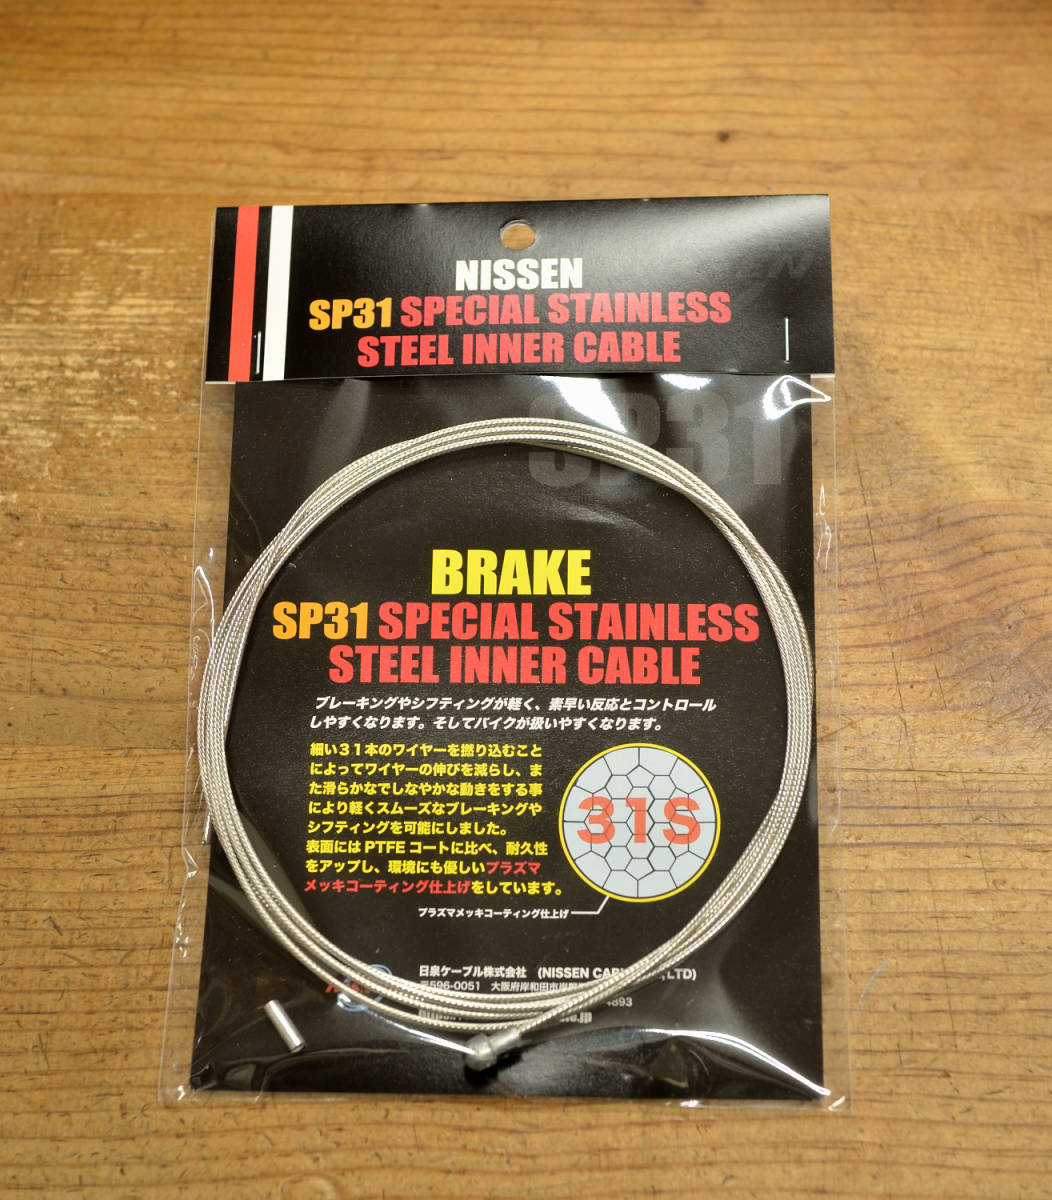 NISSEN
SP31 SPECIAL STAINLESS
STEEL INNER CABLE
SP31
BRAKE
SP31 SPECIAL STAINLESS
STEEL INNER CABLE
ブレーキングやシフティングが軽く、素早い反応とコントロール
しやすくなります。そしてバイクが扱いやすくなります。
細い31本のワイヤーを撚り込むこと
によってワイヤーの伸びを減らし、ま
た滑らかなでしなやかな動きをする事
により軽くスムーズなブレーキングや
シフティングを可能にしました。
表面には PTFE コートに比べ、耐久性
をアップし、環境にも優しいプラズマ
メッキコーティング仕上げをしています。
31S
プラズマメッキコーティング仕上げ
日泉ケーブル株式会社 (NISSEN LTD)
〒596-0051 大阪府岸和田市岸 4893